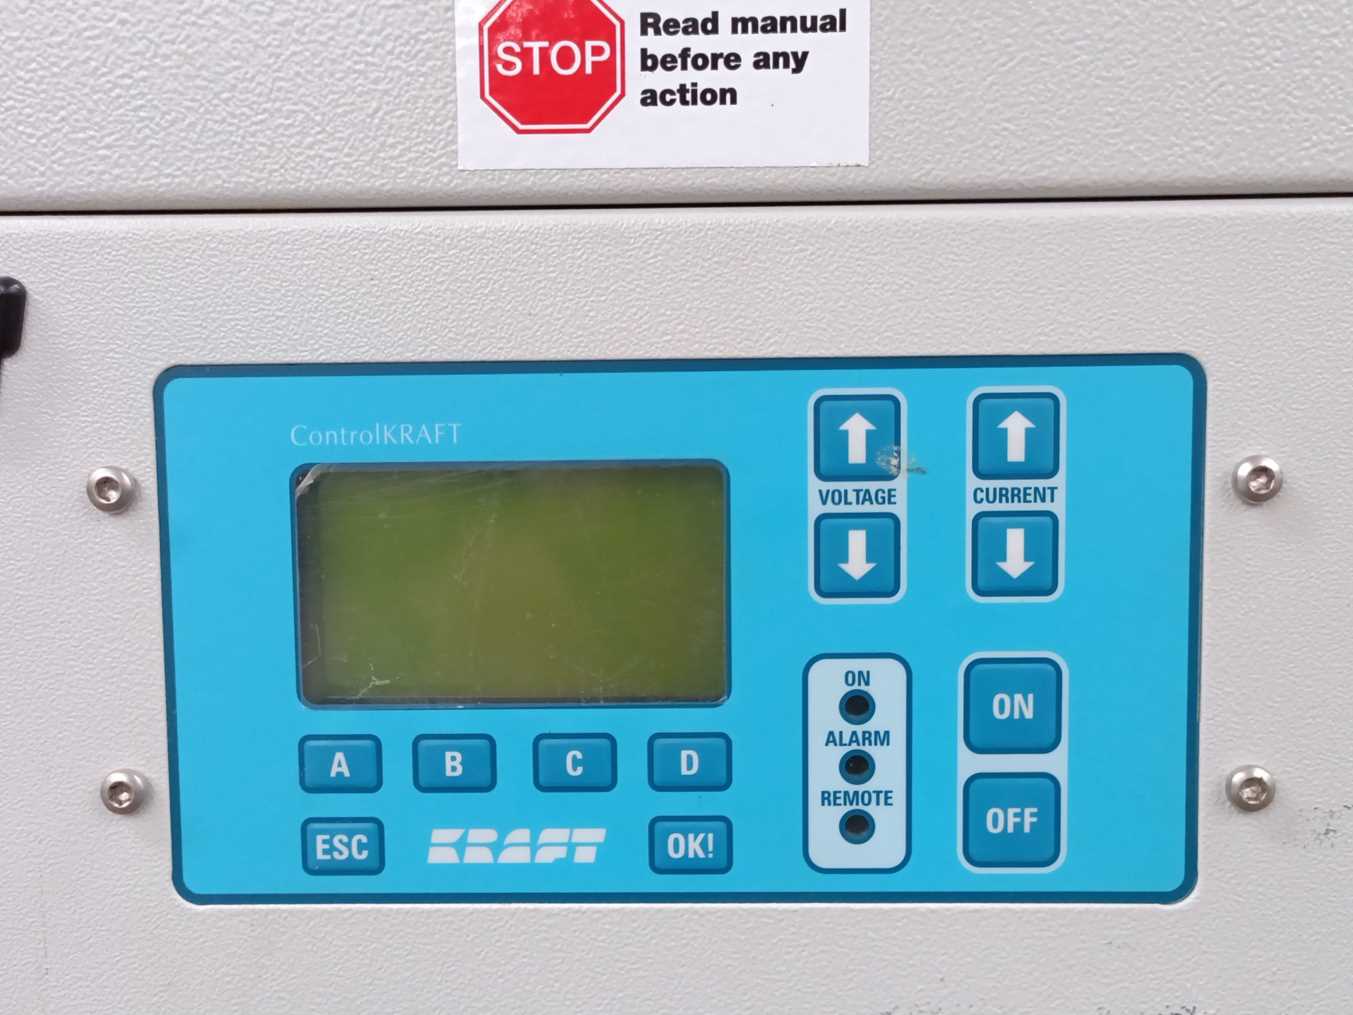 STOP
Read manual
before any
action
ControlKRAFT
VOLTAGE
CURRENT
ON
ALARM
REMOTE
ON
OFF
A B C D
ESC KRAFT OK!